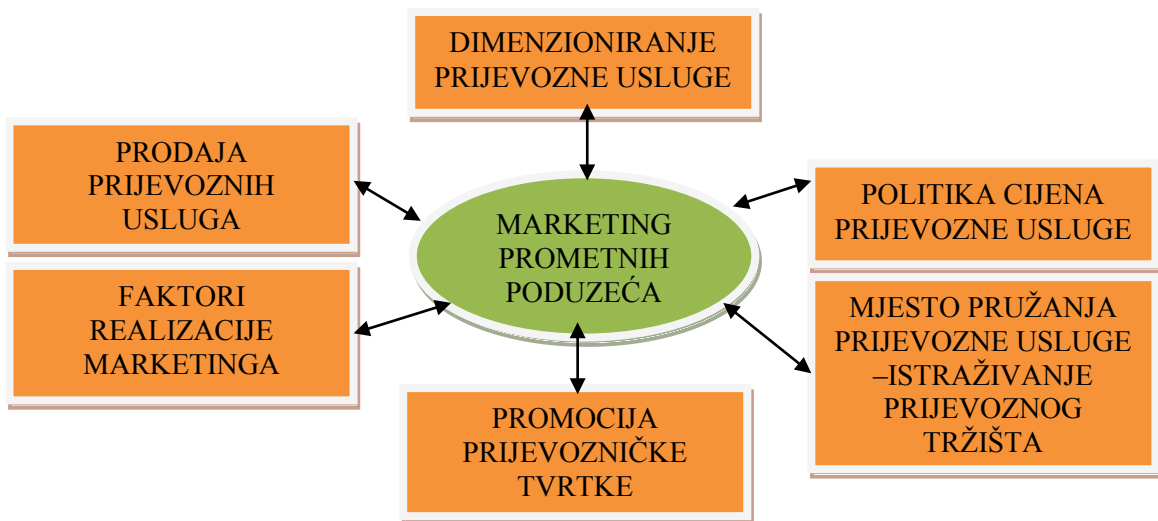 DIMENZIONIRANJE
PRIJEVOZNE USLUGE
PRODAJA
PRIJEVOZNIH
USLUGA
POLITIKA CIJENA
PRIJEVOZNE USLUGE
MARKETING
PROMETNIH
PODUZEĆA
FAKTORI
REALIZACIJE
MARKETINGA
MJESTO PRUŽANJA
PRIJEVOZNE USLUGE
–ISTRAŽIVANJE
PRIJEVOZNOG
TRŽIŠTA
PROMOCIJA
PRIJEVOZNIČKE
TVRTKE